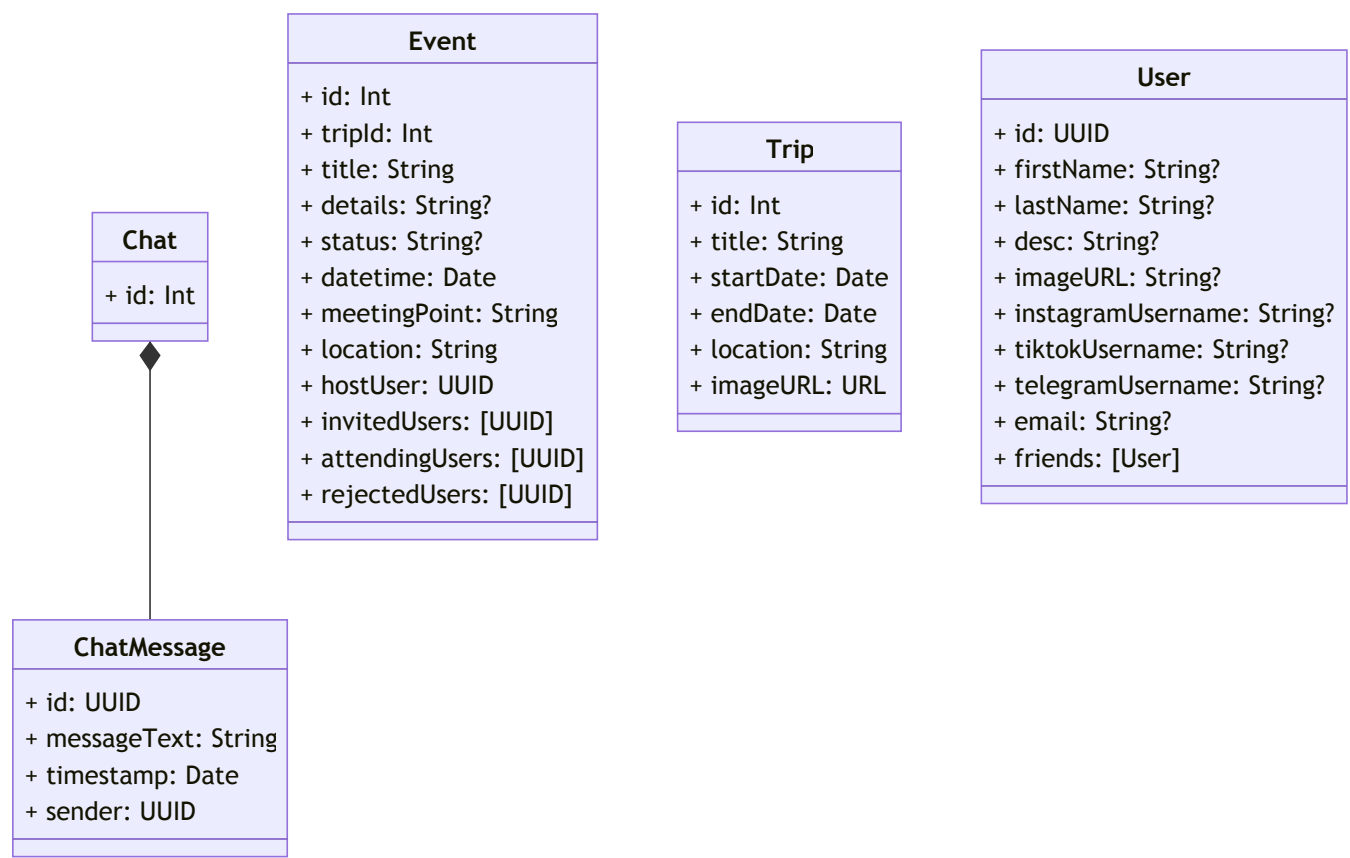 Event
+ id: Int
+ tripId: Int
+ title: String
+ details: String?
+ status: String?
+ datetime: Date
+ meetingPoint: String
+ location: String
+ hostUser: UUID
+ invitedUsers: [UUID]
+ attendingUsers: [UUID]
+ rejectedUsers: [UUID]
User
+ id: UUID
+ firstName: String?
+ lastName: String?
+ desc: String?
+ imageURL: String?
+ instagramUsername: String?
+ tiktokUsername: String?
+ telegramUsername: String?
+ email: String?
+ friends: [User]
Trip
+ id: Int
+ title: String
+ startDate: Date
+ endDate: Date
+ location: String
+ imageURL: URL
Chat
+ id: Int
ChatMessage
+ id: UUID
+ messageText: String
+ timestamp: Date
+ sender: UUID